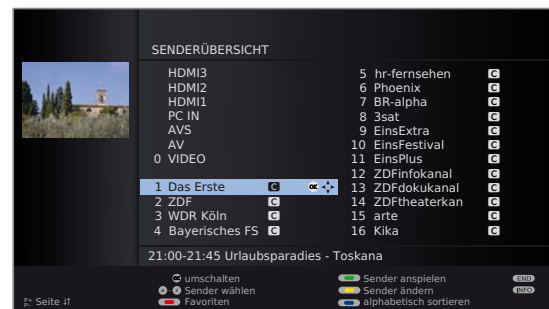 SENDERÜBERSICHT
HDMI3
HDMI2
HDMI1
PC IN
AVS
AV
0 VIDEO
1 Das Erste C OK
2 ZDF C
3 WDR Köln C
4 Bayerisches FS C
5 hr-fernsehen C
6 Phoenix C
7 BR-alpha C
8 3sat C
9 EinsExtra C
10 EinsFestival C
11 EinsPlus C
12 ZDFinfokanal C
13 ZDFdokukanal C
14 ZDFtheaterkan C
15 arte C
16 Kika C
21:00-21:45 Urlaubsparadies - Toskana
OK umschalten
Sender wählen
Favoriten
Sender anspielen END
Sender ändern INFO
alphabetisch sortieren
P+ Seite